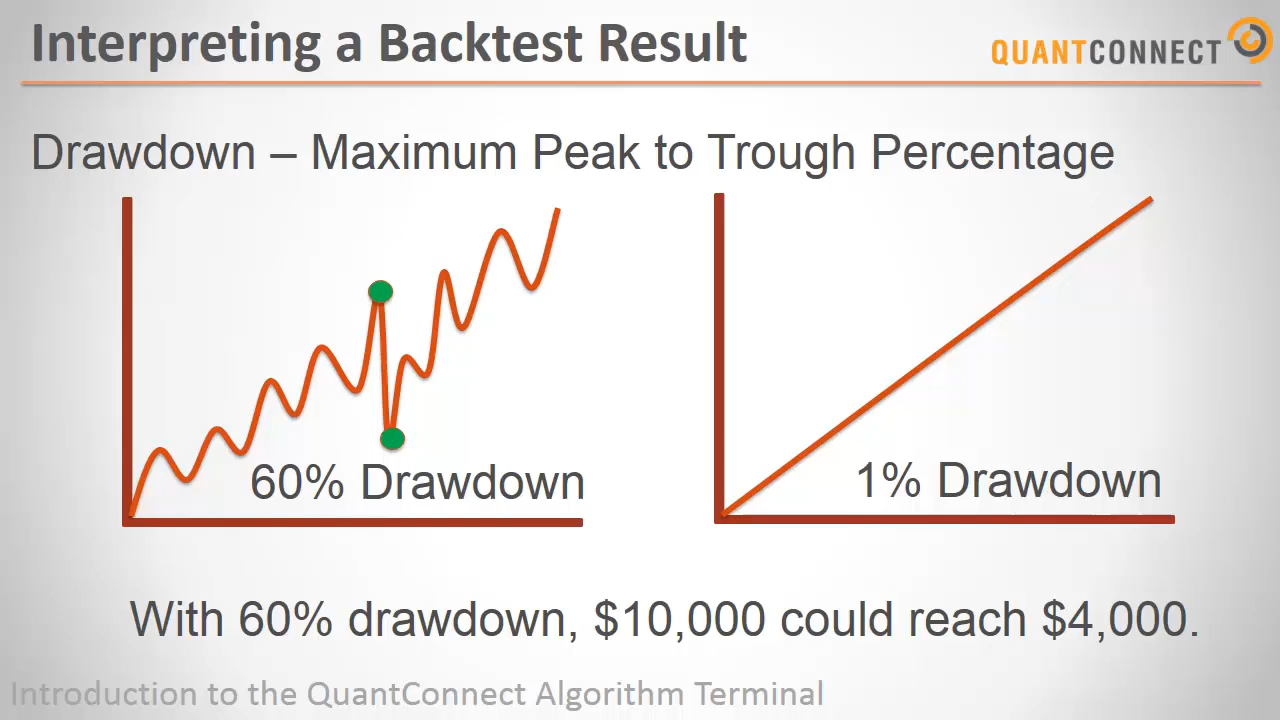 Interpreting a Backtest Result
QUANTCONNECT
Drawdown – Maximum Peak to Trough Percentage
60% Drawdown
1% Drawdown
With 60% drawdown, $10,000 could reach $4,000.
Introduction to the QuantConnect Algorithm Terminal